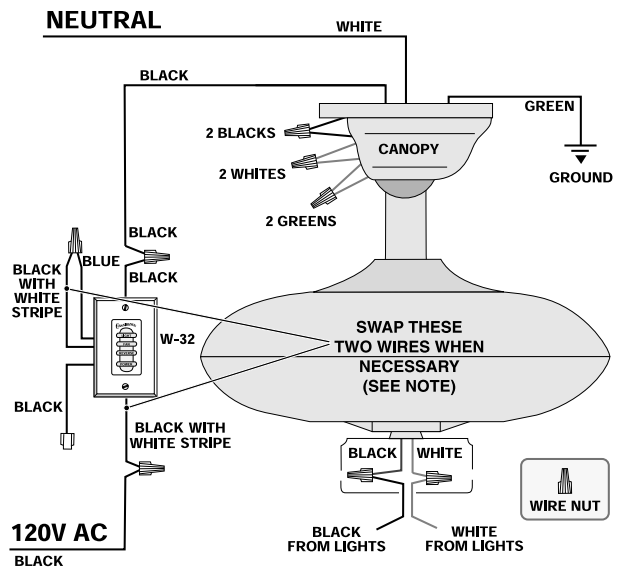 NEUTRAL
WHITE
BLACK
GREEN
2 BLACKS
CANOPY
2 WHITES
GROUND
2 GREENS
BLACK
BLUE
BLACK
WITH
WHITE
STRIPE
BLACK
W-32
SWAP THESE
TWO WIRES WHEN
NECESSARY
(SEE NOTE)
BLACK
BLACK WITH
WHITE STRIPE
BLACK
WHITE
WIRE NUT
120V AC
BLACK
BLACK
FROM LIGHTS
WHITE
FROM LIGHTS